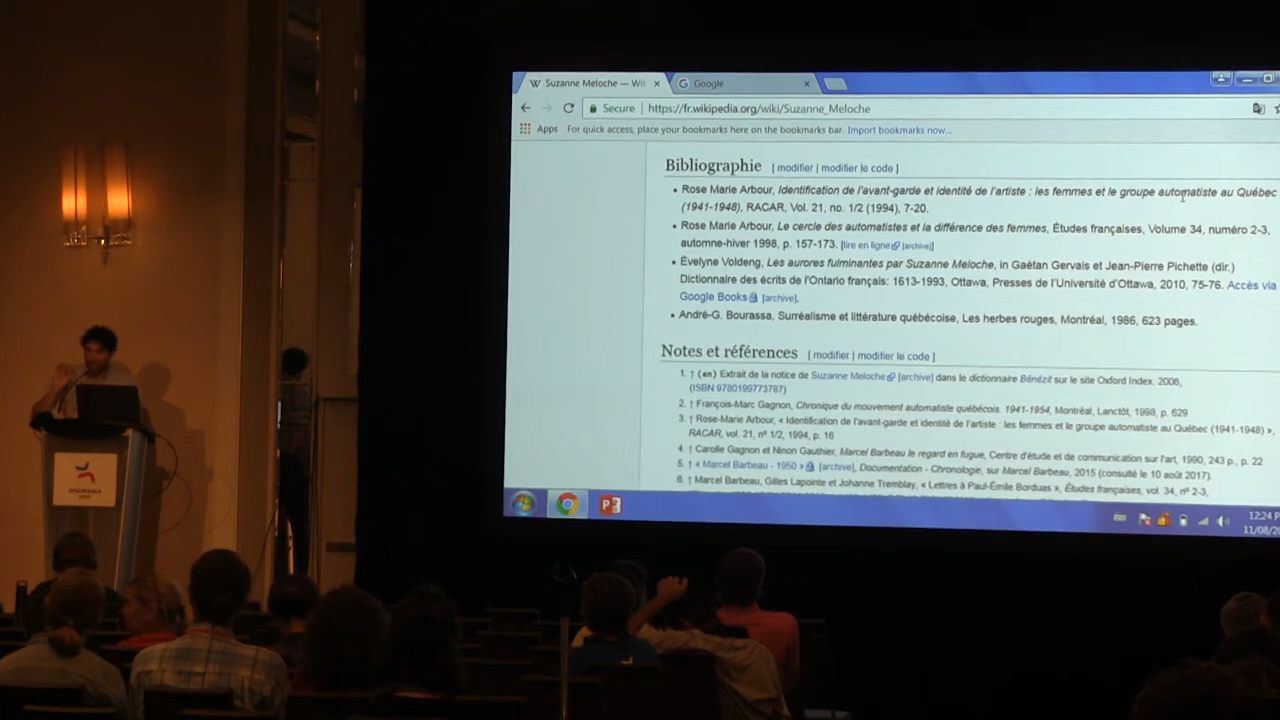 Suzanne Meloche — Wi
Google
Secure https://fr.wikipedia.org/wiki/Suzanne_Meloche
Apps For quick access, place your bookmarks here on the bookmarks bar. Import bookmarks now...
Bibliographie [ modifier | modifier le code ]
• Rose Marie Arbour, Identification de l'avant-garde et identité de l'artiste : les femmes et le groupe automatiste au Québec
(1941-1948), RACAR, Vol. 21, no. 1/2 (1994), 7-20.
• Rose Marie Arbour, Le cercle des automatistes et la différence des femmes, Études françaises, Volume 34, numéro 2-3,
automne-hiver 1998, p. 157-173. [lire en ligne [archive]]
• Évelyne Voldeng, Les aurores fulminantes par Suzanne Meloche, in Gaétan Gervais et Jean-Pierre Pichette (dir.)
Dictionnaire des écrits de l'Ontario français: 1613-1993, Ottawa, Presses de l'Université d'Ottawa, 2010, 75-76. Accès via
Google Books [archive].
• André-G. Bourassa, Surréalisme et littérature québécoise, Les herbes rouges, Montréal, 1986, 623 pages.
Notes et références [ modifier | modifier le code ]
1. ↑ (en) Extrait de la notice de Suzanne Meloche [archive] dans le dictionnaire Bénézit sur le site Oxford Index. 2006,
(ISBN 9780199773787)
2. ↑ François-Marc Gagnon, Chronique du mouvement automatiste québécois. 1941-1954, Montréal, Lanctôt, 1998, p. 629
3. ↑ Rose-Marie Arbour, « Identification de l'avant-garde et identité de l'artiste : les femmes et le groupe automatiste au Québec (1941-1948) »,
RACAR, vol. 21, nº 1/2, 1994, p. 16
4. ↑ Carolle Gagnon et Ninon Gauthier, Marcel Barbeau le regard en fugue, Centre d'étude et de communication sur l'art, 1990, 243 p., p. 22
5. ↑ « Marcel Barbeau - 1950 » [archive], Documentation - Chronologie, sur Marcel Barbeau, 2015 (consulté le 10 août 2017).
6. ↑ Marcel Barbeau, Gilles Lapointe et Johanne Tremblay, « Lettres à Paul-Émile Borduas », Études françaises, vol. 34, nº 2-3,
12:24 P
11/08/20
WIKIMANIA
2017